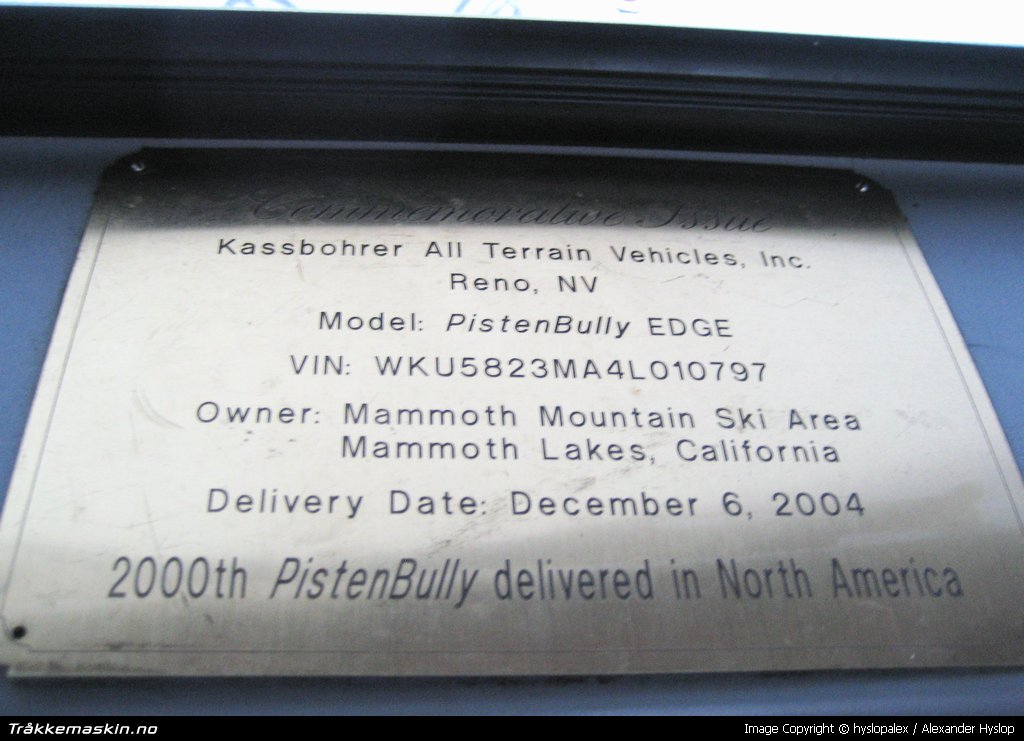 Commemorative Issue
Kassbohrer All Terrain Vehicles, Inc.
Reno, NV
Model: PistenBully EDGE
VIN: WKU5823MA4L010797
Owner: Mammoth Mountain Ski Area
Mammoth Lakes, California
Delivery Date: December 6, 2004
2000th PistenBully delivered in North America
Tråkkemaskin.no
Image Copyright © hyslopalex / Alexander Hyslop